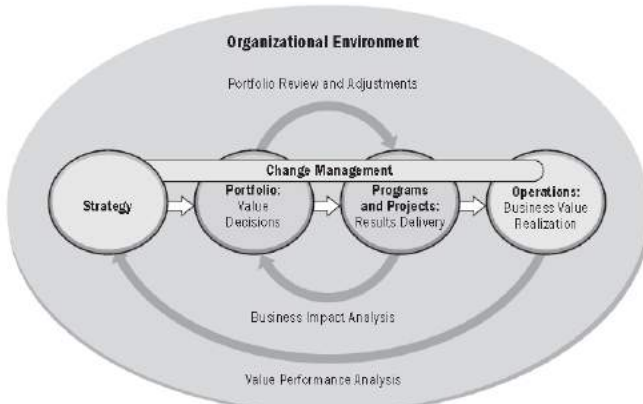 Organizational Environment
Portfolio Review and Adjustments
Change Management
Strategy
Portfolio:
Value
Decisions
Programs
and Projects:
Results Delivery
Operations:
Business Value
Realization
Business Impact Analysis
Value Performance Analysis